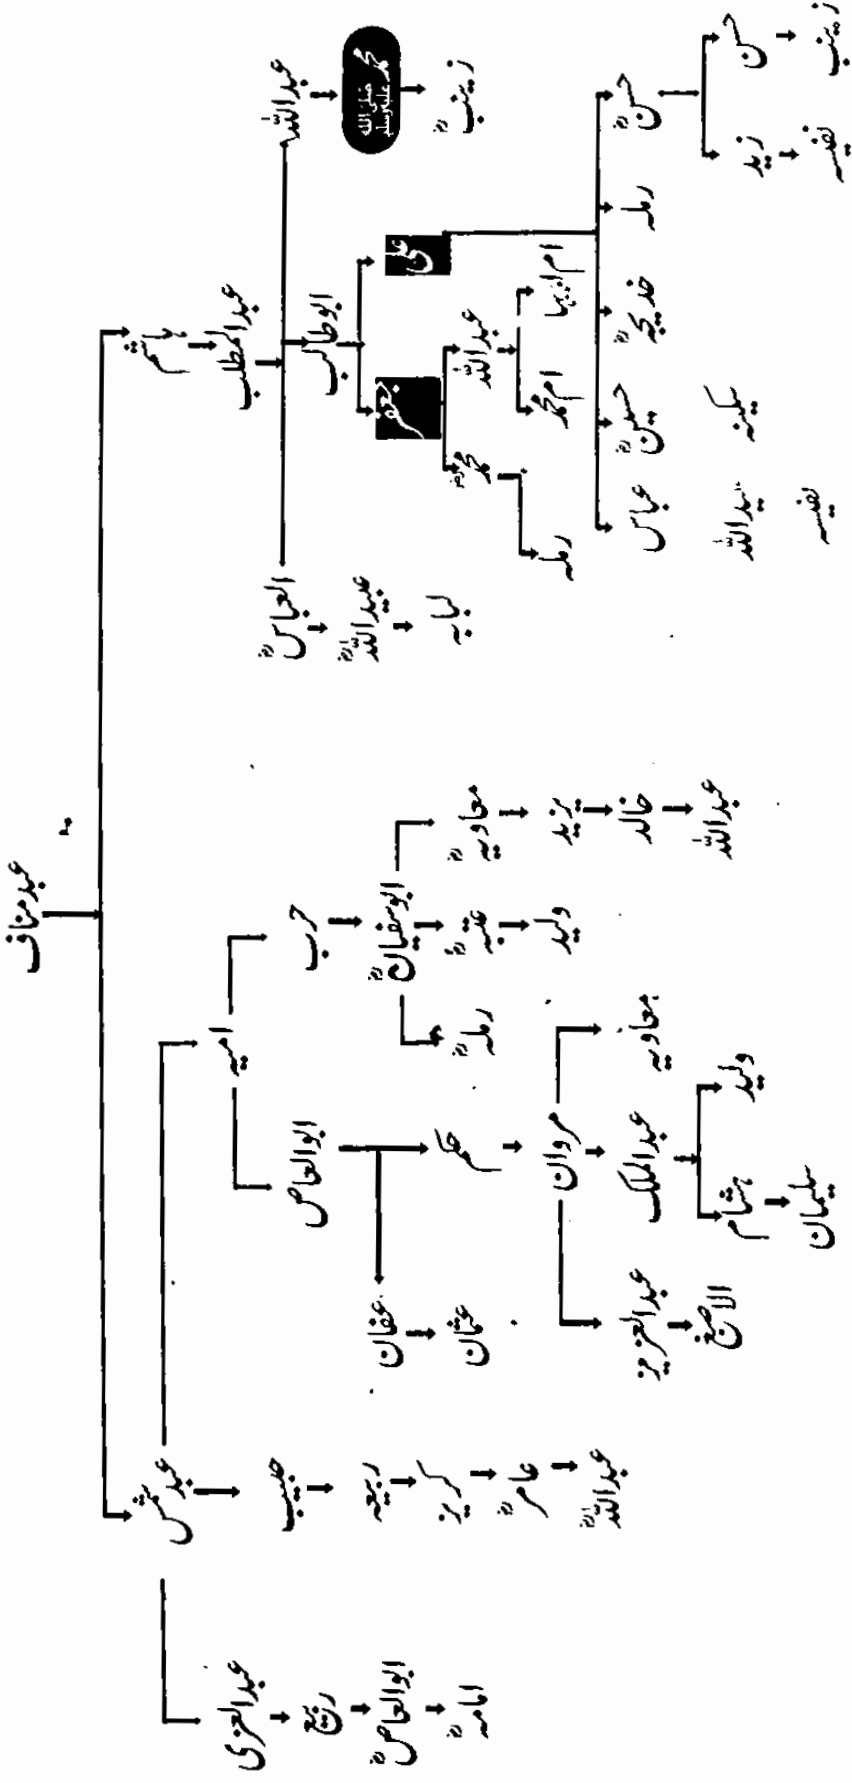 عبد مناف
ہاشم
عبد شمس
عبد المطلب
امیہ
حبیب
عبد العزی
عبد اللہ
ابو طالب
العباسؓ
حرب
ابو العاص
ربیعہ
ربیع
محمد صلی اللہ علیہ وسلم
علی
جعفر
عبید اللہؓ
ابو سفیانؓ
عفان
کریز
ابو العاصؓ
زینبؓ
عبد اللہ
محمدؓ
لبابہ
معاویہؓ
عتبہؓ
رملہؓ
حکم
عثمان
عامرؓ
امامہؓ
ام ابیہا
ام محمد
رملہ
یزید
ولید
مروان
عبد اللہؓ
حسنؓ
رملہ
خدیجہؓ
حسینؓ
عباس
خالد
معاویہ
عبد الملک
عبد العزیز
حسن
زید
سکینہ
عبید اللہ
عبد اللہ
ولید
ہشام
الاصبغ
زینب
نفیسہ
نفیسہ
سلیمان